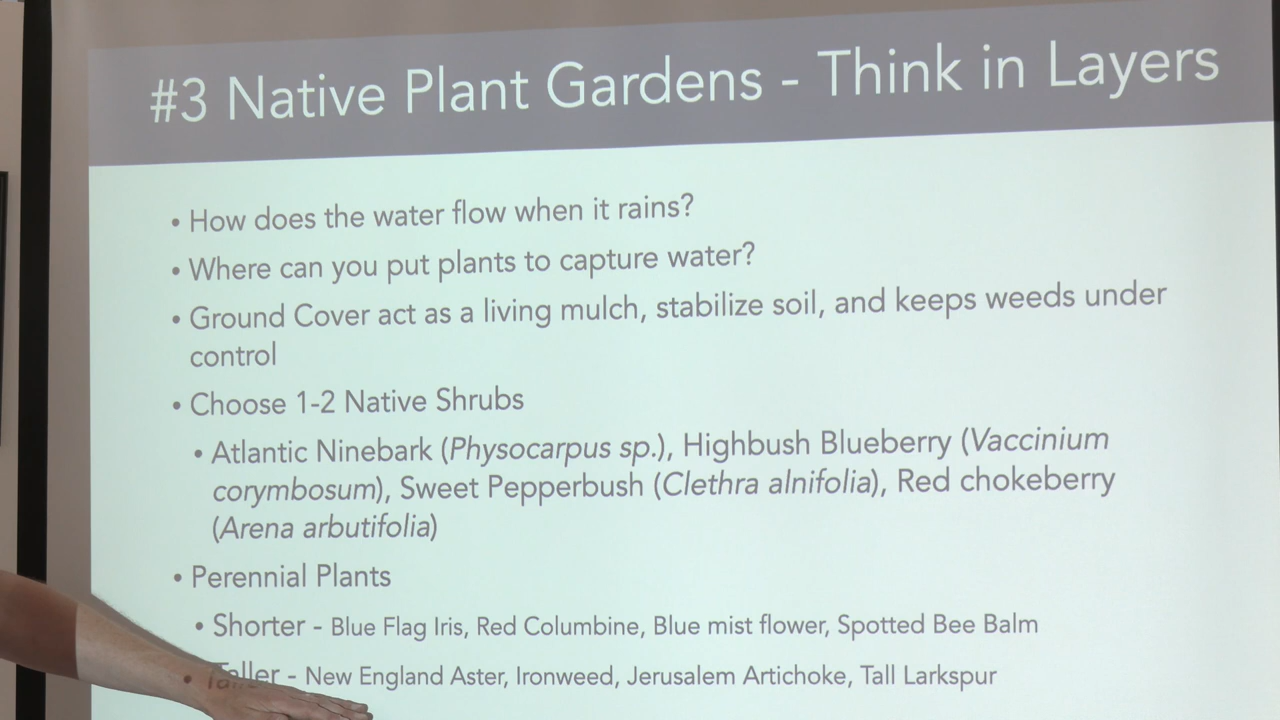 #3 Native Plant Gardens - Think in Layers
• How does the water flow when it rains?
• Where can you put plants to capture water?
• Ground Cover act as a living mulch, stabilize soil, and keeps weeds under
control
• Choose 1-2 Native Shrubs
• Atlantic Ninebark (Physocarpus sp.), Highbush Blueberry (Vaccinium
corymbosum), Sweet Pepperbush (Clethra alnifolia), Red chokeberry
(Arena arbutifolia)
• Perennial Plants
• Shorter - Blue Flag Iris, Red Columbine, Blue mist flower, Spotted Bee Balm
• Taller - New England Aster, Ironweed, Jerusalem Artichoke, Tall Larkspur